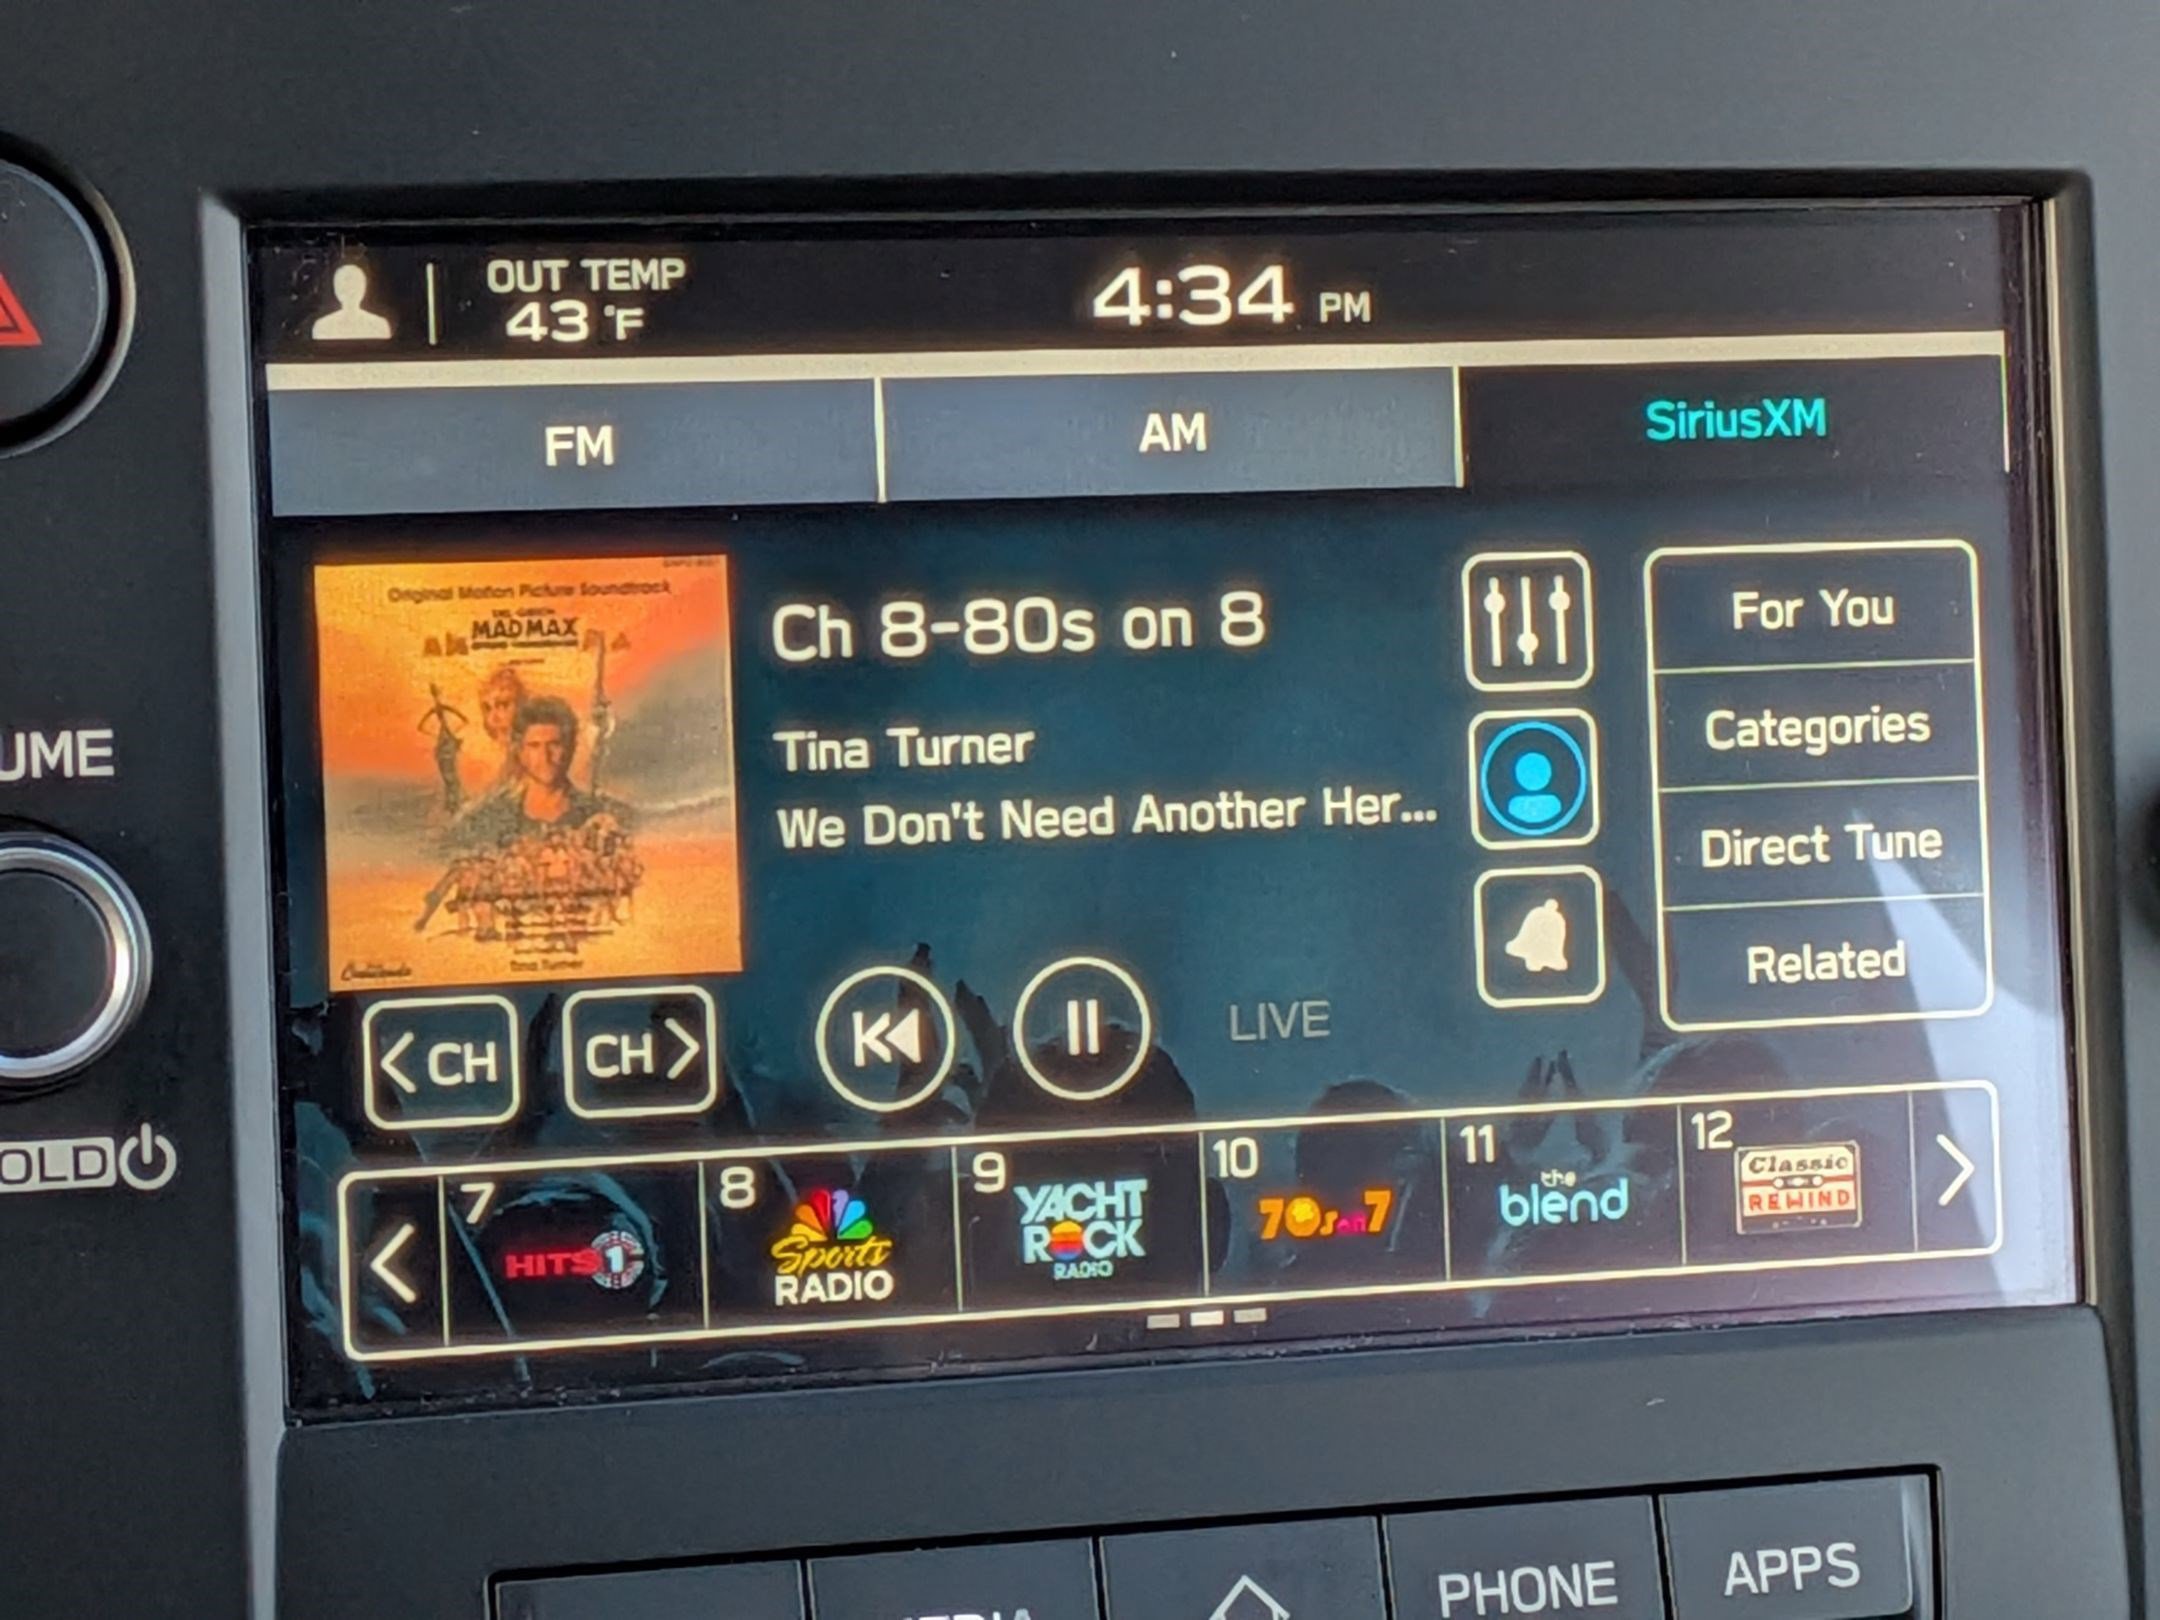 OUT TEMP
43 °F
4:34 PM
FM
AM
SiriusXM
Original Motion Picture Soundtrack
MAD MAX
Tina Turner
Ch 8-80s on 8
Tina Turner
We Don't Need Another Her...
For You
Categories
Direct Tune
Related
UME
< CH
CH >
LIVE
OLD
7
HITS 1
8
Sports
RADIO
9
YACHT
ROCK
RADIO
10
70s on 7
11
the
blend
12
Classic
REWIND
PHONE
APPS